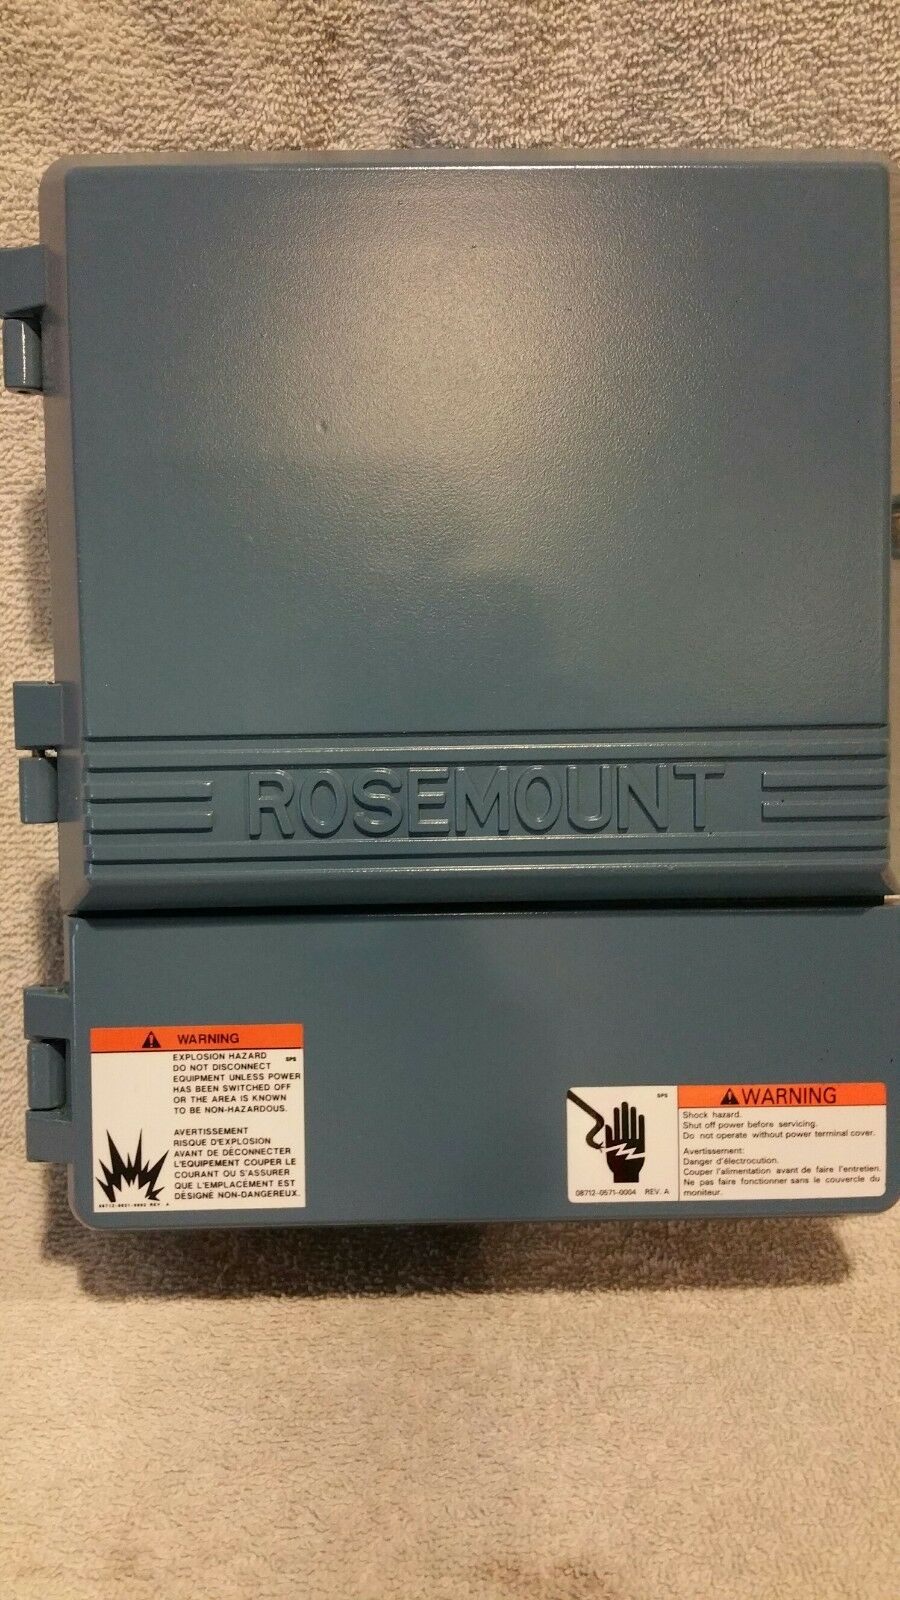 ROSEMOUNT
WARNING
EXPLOSION HAZARD
SPS
DO NOT DISCONNECT
EQUIPMENT UNLESS POWER
HAS BEEN SWITCHED OFF
OR THE AREA IS KNOWN
TO BE NON-HAZARDOUS.
AVERTISSEMENT
RISQUE D'EXPLOSION
AVANT DE DÉCONNECTER
L'EQUIPEMENT COUPER LE
COURANT OU S'ASSURER
QUE L'EMPLACEMENT EST
DÉSIGNÉ NON-DANGEREUX.
REV. A
SPS
08712-0571-0004 REV. A
WARNING
Shock hazard.
Shut off power before servicing.
Do not operate without power terminal cover.
Avertissement:
Danger d'électrocution.
Couper l'alimentation avant de faire l'entretien.
Ne pas faire fonctionner sans le couvercle du
moniteur.